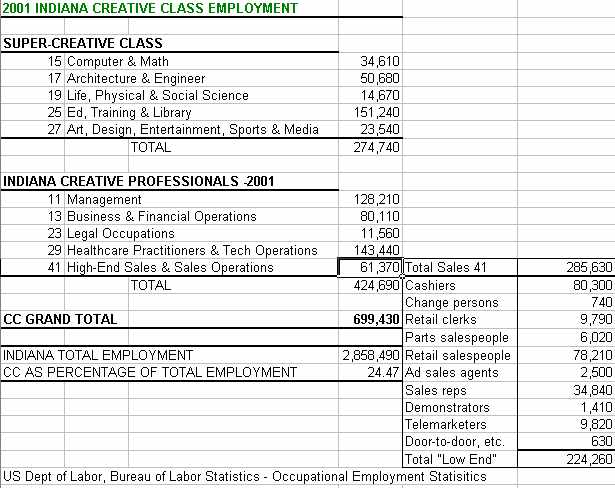 2001 INDIANA CREATIVE CLASS EMPLOYMENT
SUPER-CREATIVE CLASS
15 Computer & Math 34,610
17 Architecture & Engineer 50,680
19 Life, Physical & Social Science 14,670
25 Ed, Training & Library 151,240
27 Art, Design, Entertainment, Sports & Media 23,540
TOTAL 274,740
INDIANA CREATIVE PROFESSIONALS -2001
11 Management 128,210
13 Business & Financial Operations 80,110
23 Legal Occupations 11,560
29 Healthcare Practitioners & Tech Operations 143,440
41 High-End Sales & Sales Operations 61,370 Total Sales 41 285,630
TOTAL 424,690 Cashiers 80,300
Change persons 740
CC GRAND TOTAL 699,430 Retail clerks 9,790
Parts salespeople 6,020
INDIANA TOTAL EMPLOYMENT 2,858,490 Retail salespeople 78,210
CC AS PERCENTAGE OF TOTAL EMPLOYMENT 24.47 Ad sales agents 2,500
Sales reps 34,840
Demonstrators 1,410
Telemarketers 9,820
Door-to-door, etc. 630
Total "Low End" 224,260
US Dept of Labor, Bureau of Labor Statistics - Occupational Employment Statisitics